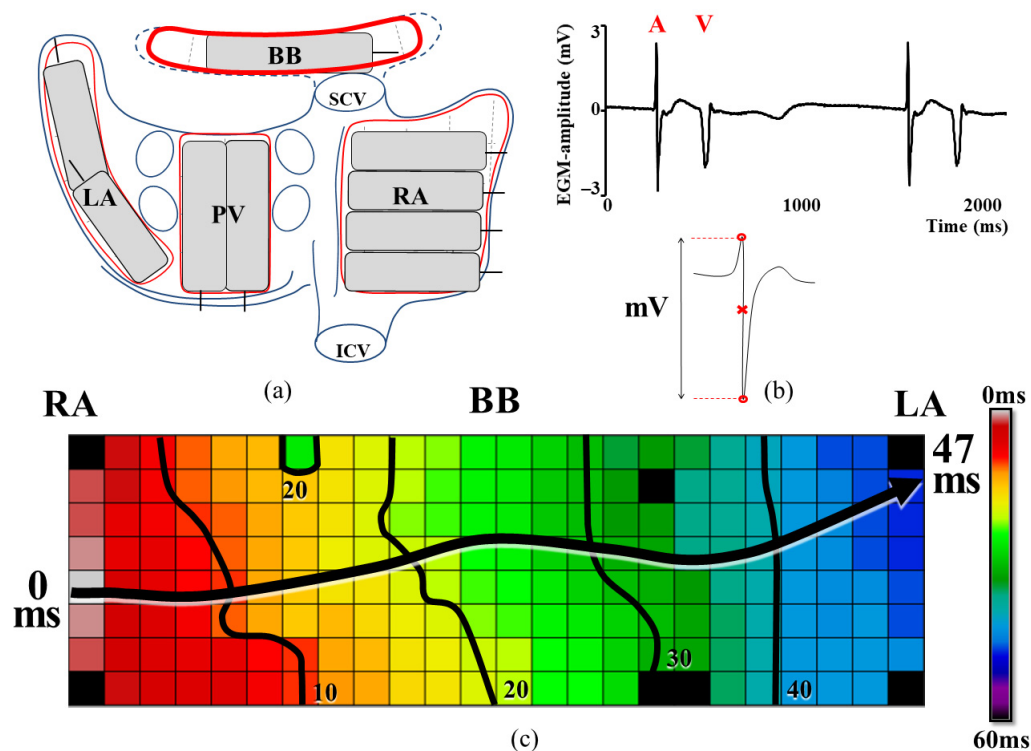 BB
SCV
LA
PV
RA
ICV
(a)
A V
EGM-amplitude (mV)
3
0
−3
0 1000 2000
Time (ms)
mV
(b)
RA BB LA
0ms
47
ms
0
ms
20
10
20
30
40
60ms
(c)